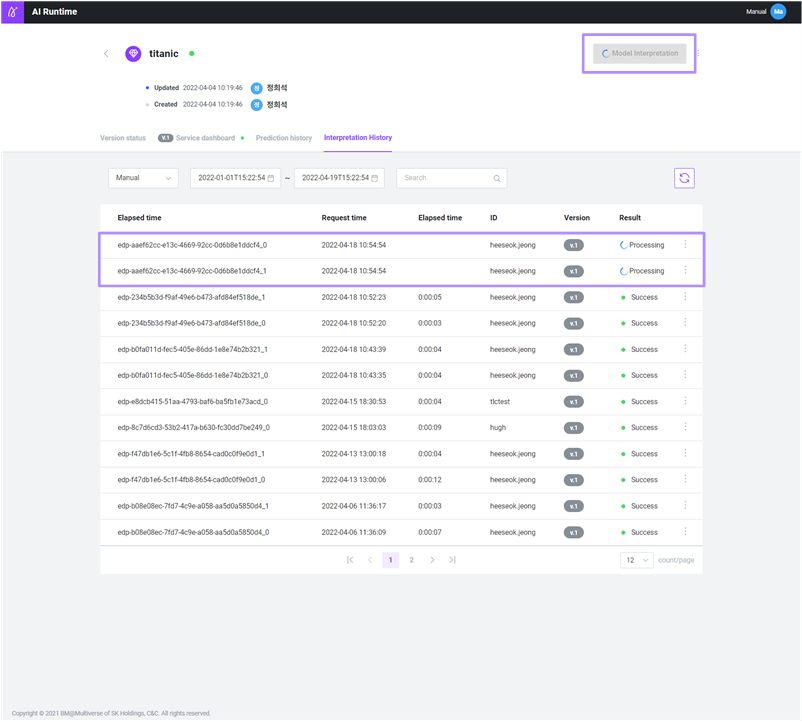 AI Runtime
Manual Ma
titanic
Model Interpretation
Updated 2022-04-04 10:19:46 정 정희석
Created 2022-04-04 10:19:46 정 정희석
Version status v.1 Service dashboard Prediction history Interpretation History
Manual 2022-01-01T15:22:54 ~ 2022-04-19T15:22:54 Search
Elapsed time Request time Elapsed time ID Version Result
edp-aaef62cc-e13c-4669-92cc-0d6b8e1ddcf4_0 2022-04-18 10:54:54 heeseok.jeong v.1 Processing
edp-aaef62cc-e13c-4669-92cc-0d6b8e1ddcf4_1 2022-04-18 10:54:54 heeseok.jeong v.1 Processing
edp-234b5b3d-f9af-49e6-b473-afd84ef518de_1 2022-04-18 10:52:23 0:00:05 heeseok.jeong v.1 Success
edp-234b5b3d-f9af-49e6-b473-afd84ef518de_0 2022-04-18 10:52:20 0:00:03 heeseok.jeong v.1 Success
edp-b0fa011d-fec5-405e-86dd-1e8e74b2b321_1 2022-04-18 10:43:39 0:00:04 heeseok.jeong v.1 Success
edp-b0fa011d-fec5-405e-86dd-1e8e74b2b321_0 2022-04-18 10:43:35 0:00:04 heeseok.jeong v.1 Success
edp-e8dcb415-51aa-4793-baf6-ba5fb1e73acd_0 2022-04-15 18:30:53 0:00:04 tlctest v.1 Success
edp-8c7d6cd3-53b2-417a-b630-fc30dd7be249_0 2022-04-15 18:03:03 0:00:09 hugh v.1 Success
edp-f47db1e6-5c1f-4fb8-8654-cad0c0f9e0d1_1 2022-04-13 13:00:18 0:00:04 heeseok.jeong v.1 Success
edp-f47db1e6-5c1f-4fb8-8654-cad0c0f9e0d1_0 2022-04-13 13:00:06 0:00:12 heeseok.jeong v.1 Success
edp-b08e08ec-7fd7-4c9e-a058-aa5d0a5850d4_1 2022-04-06 11:36:17 0:00:03 heeseok.jeong v.1 Success
edp-b08e08ec-7fd7-4c9e-a058-aa5d0a5850d4_0 2022-04-06 11:36:09 0:00:07 heeseok.jeong v.1 Success
1 2 12 count/page
Copyright © 2021 BM@Multiverse of SK Holdings, C&C. All rights reserved.